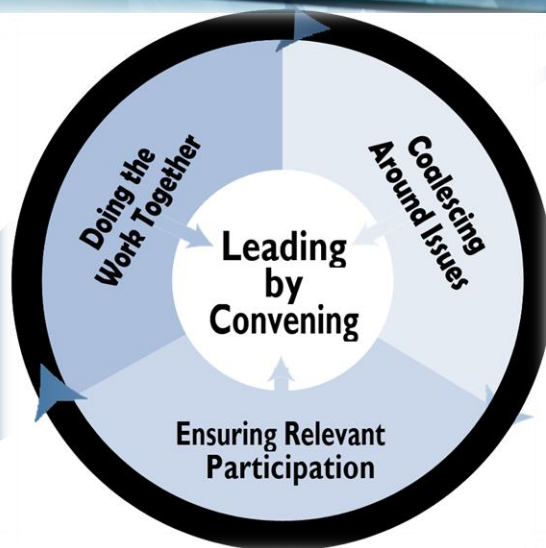 Doing the
Work Together
Coalescing
Around Issues
Leading
by
Convening
Ensuring Relevant
Participation